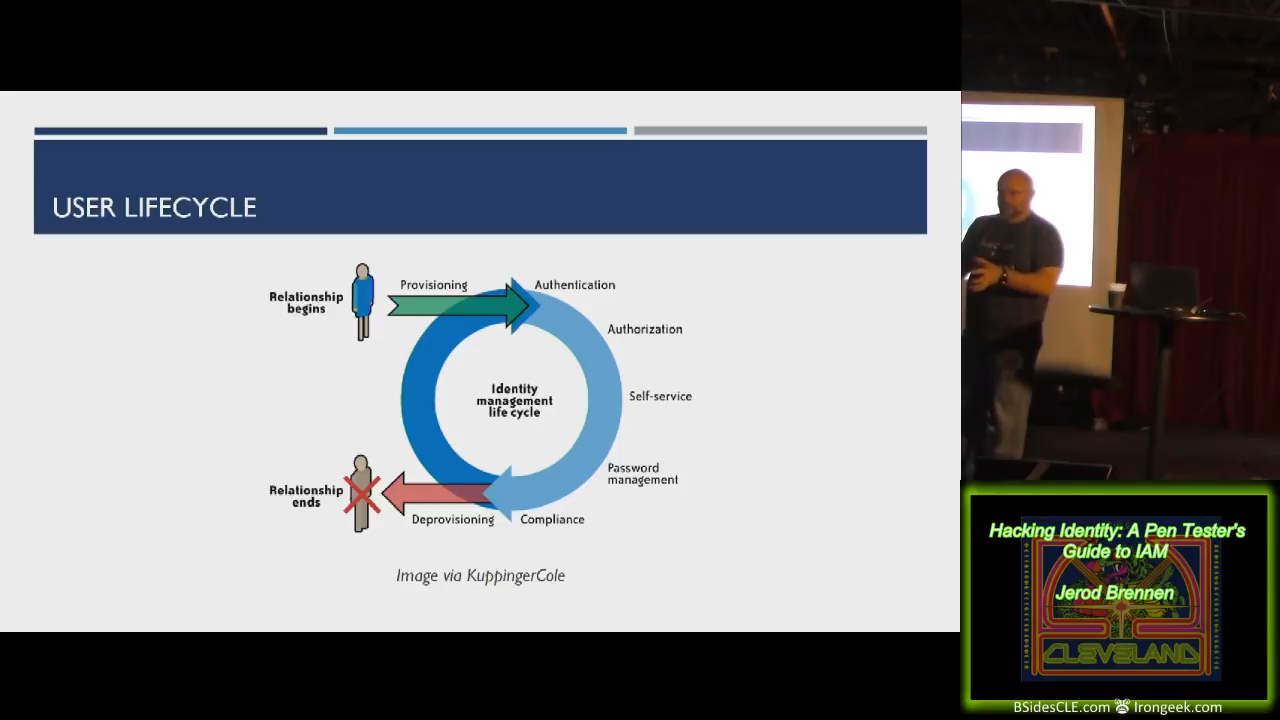 USER LIFECYCLE
Relationship
begins
Provisioning
Authentication
Authorization
Self-service
Identity
management
life cycle
Password
management
Relationship
ends
Deprovisioning
Compliance
Image via KuppingerCole
Hacking Identity: A Pen Tester's
Guide to IAM
Jerod Brennen
CLEVELAND
BSidesCLE.com Irongeek.com